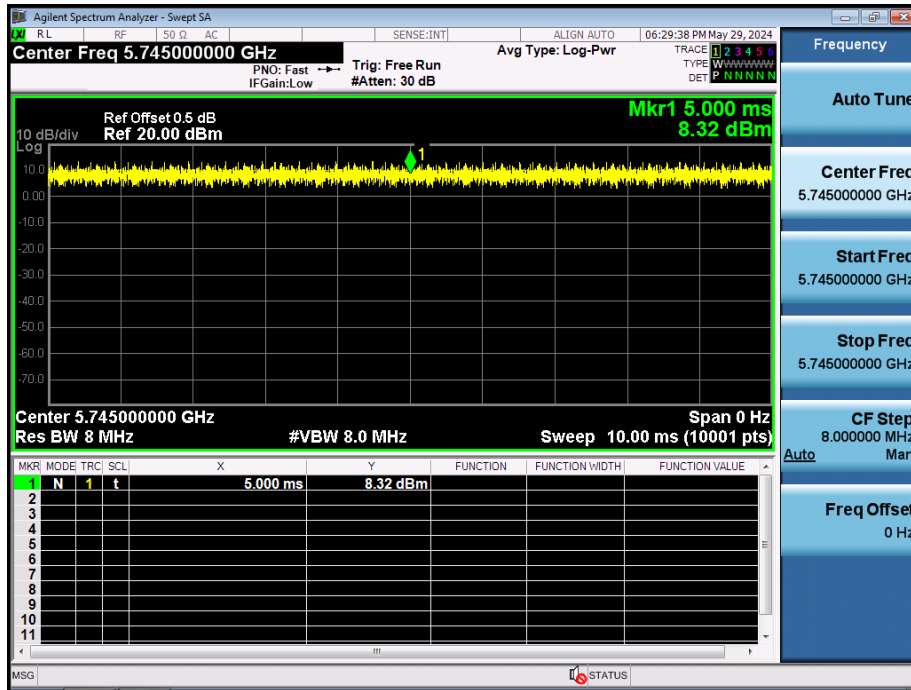 Agilent Spectrum Analyzer - Swept SA
LXI RL RF 50 Ω AC SENSE:INT ALIGN AUTO 06:29:38 PM May 29, 2024
Center Freq 5.745000000 GHz
Avg Type: Log-Pwr
TRACE 1 2 3 4 5 6
PNO: Fast Trig: Free Run
TYPE WWWWWW
IFGain:Low #Atten: 30 dB
DET P N N N N N
Mkr1 5.000 ms
8.32 dBm
Ref Offset 0.5 dB
10 dB/div Ref 20.00 dBm
Log
1
10.0
0.00
-10.0
-20.0
-30.0
-40.0
-50.0
-60.0
-70.0
Center 5.745000000 GHz Span 0 Hz
Res BW 8 MHz #VBW 8.0 MHz Sweep 10.00 ms (10001 pts)
MKR MODE TRC SCL X Y FUNCTION FUNCTION WIDTH FUNCTION VALUE
1 N 1 t 5.000 ms 8.32 dBm
2
3
4
5
6
7
8
9
10
11
MSG STATUS
Frequency
Auto Tune
Center Freq
5.745000000 GHz
Start Freq
5.745000000 GHz
Stop Freq
5.745000000 GHz
CF Step
8.000000 MHz
Auto Man
Freq Offset
0 Hz